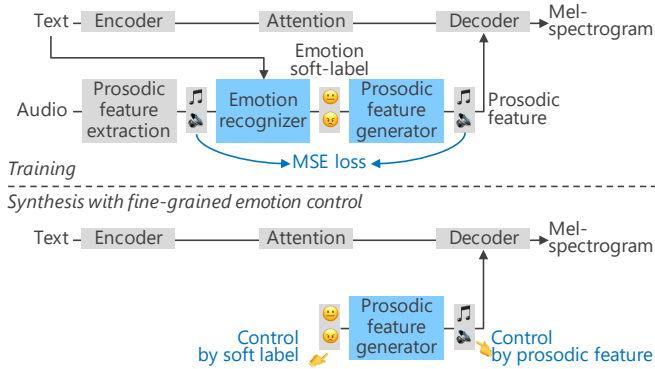 Text Encoder Attention Decoder Mel-
spectrogram
Emotion
soft-label
Audio Prosodic
feature
extraction
Emotion
recognizer
Prosodic
feature
generator
Prosodic
feature
MSE loss
Training
Synthesis with fine-grained emotion control
Text Encoder Attention Decoder Mel-
spectrogram
Prosodic
feature
generator
Control
by soft label
Control
by prosodic feature